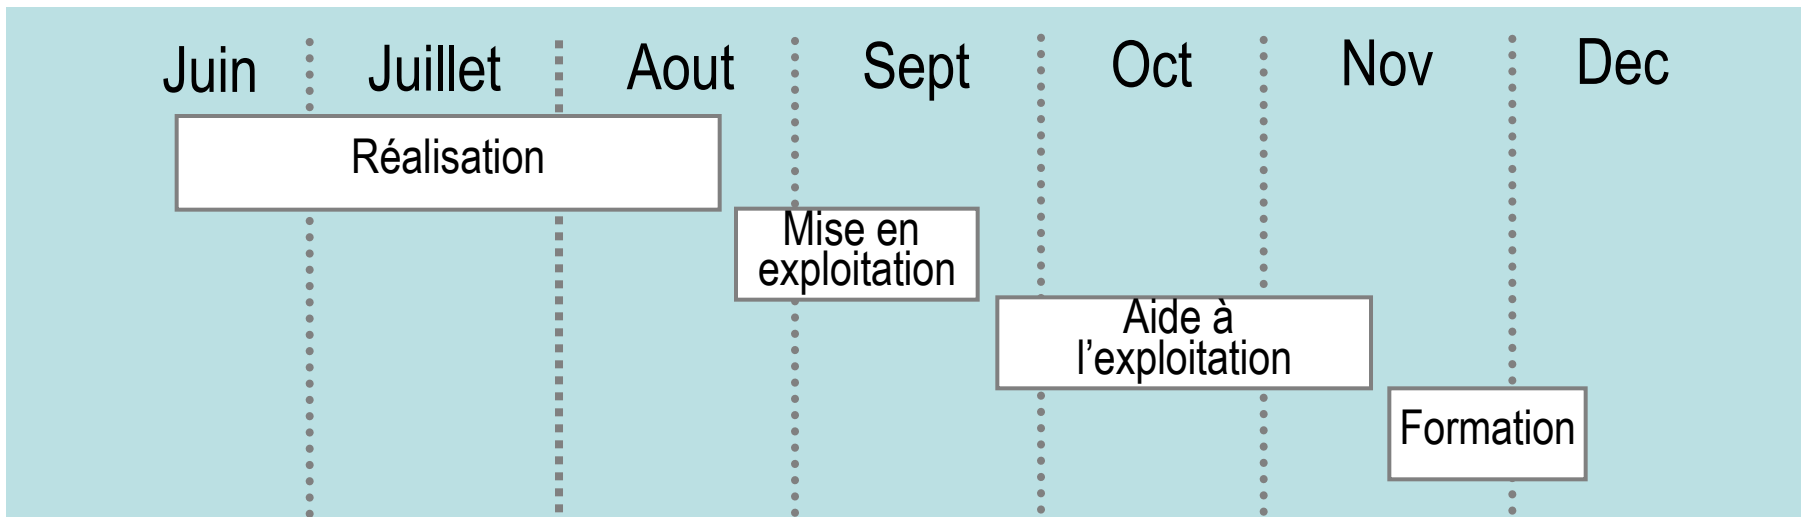 Juin Juillet Aout Sept Oct Nov Dec
Réalisation
Mise en
exploitation
Aide à
l’exploitation
Formation